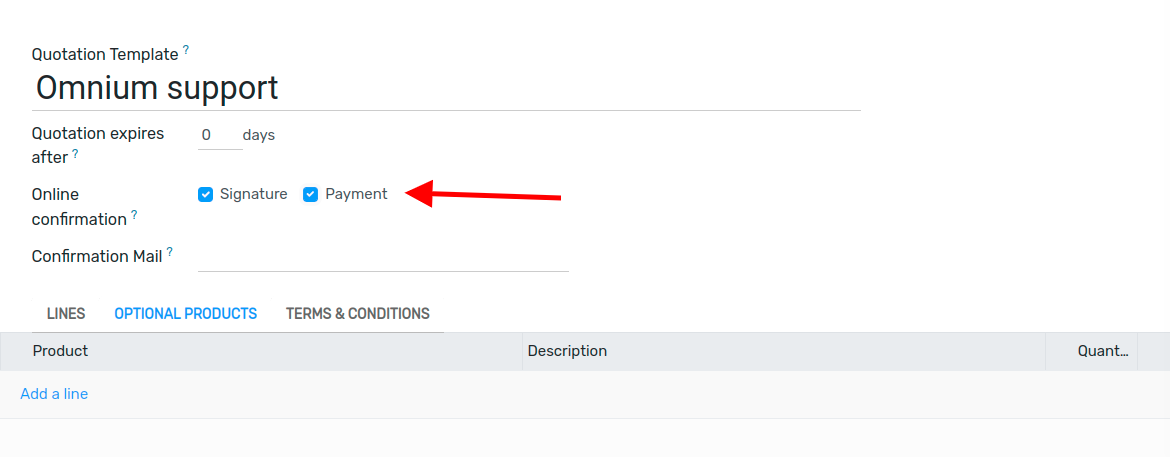 Quotation Template ?
Omnium support
Quotation expires after ?
0 days
Online confirmation ?
Signature Payment
Confirmation Mail ?
LINES OPTIONAL PRODUCTS TERMS & CONDITIONS
Product Description Quant...
Add a line